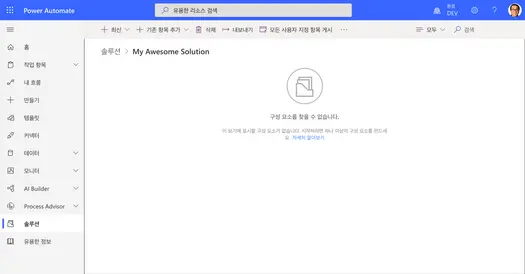 Power Automate
유용한 리소스 검색
환경
DEV
최신
기존 항목 추가
삭제
내보내기
모든 사용자 지정 항목 게시
모두
검색
홈
작업 항목
내 흐름
만들기
템플릿
커넥터
데이터
모니터
AI Builder
Process Advisor
솔루션
유용한 정보
솔루션 > My Awesome Solution
구성 요소를 찾을 수 없습니다.
이 보기에 표시할 구성 요소가 없습니다. 시작하려면 하나 이상의 구성 요소를 만드세
요. 자세히 알아보기